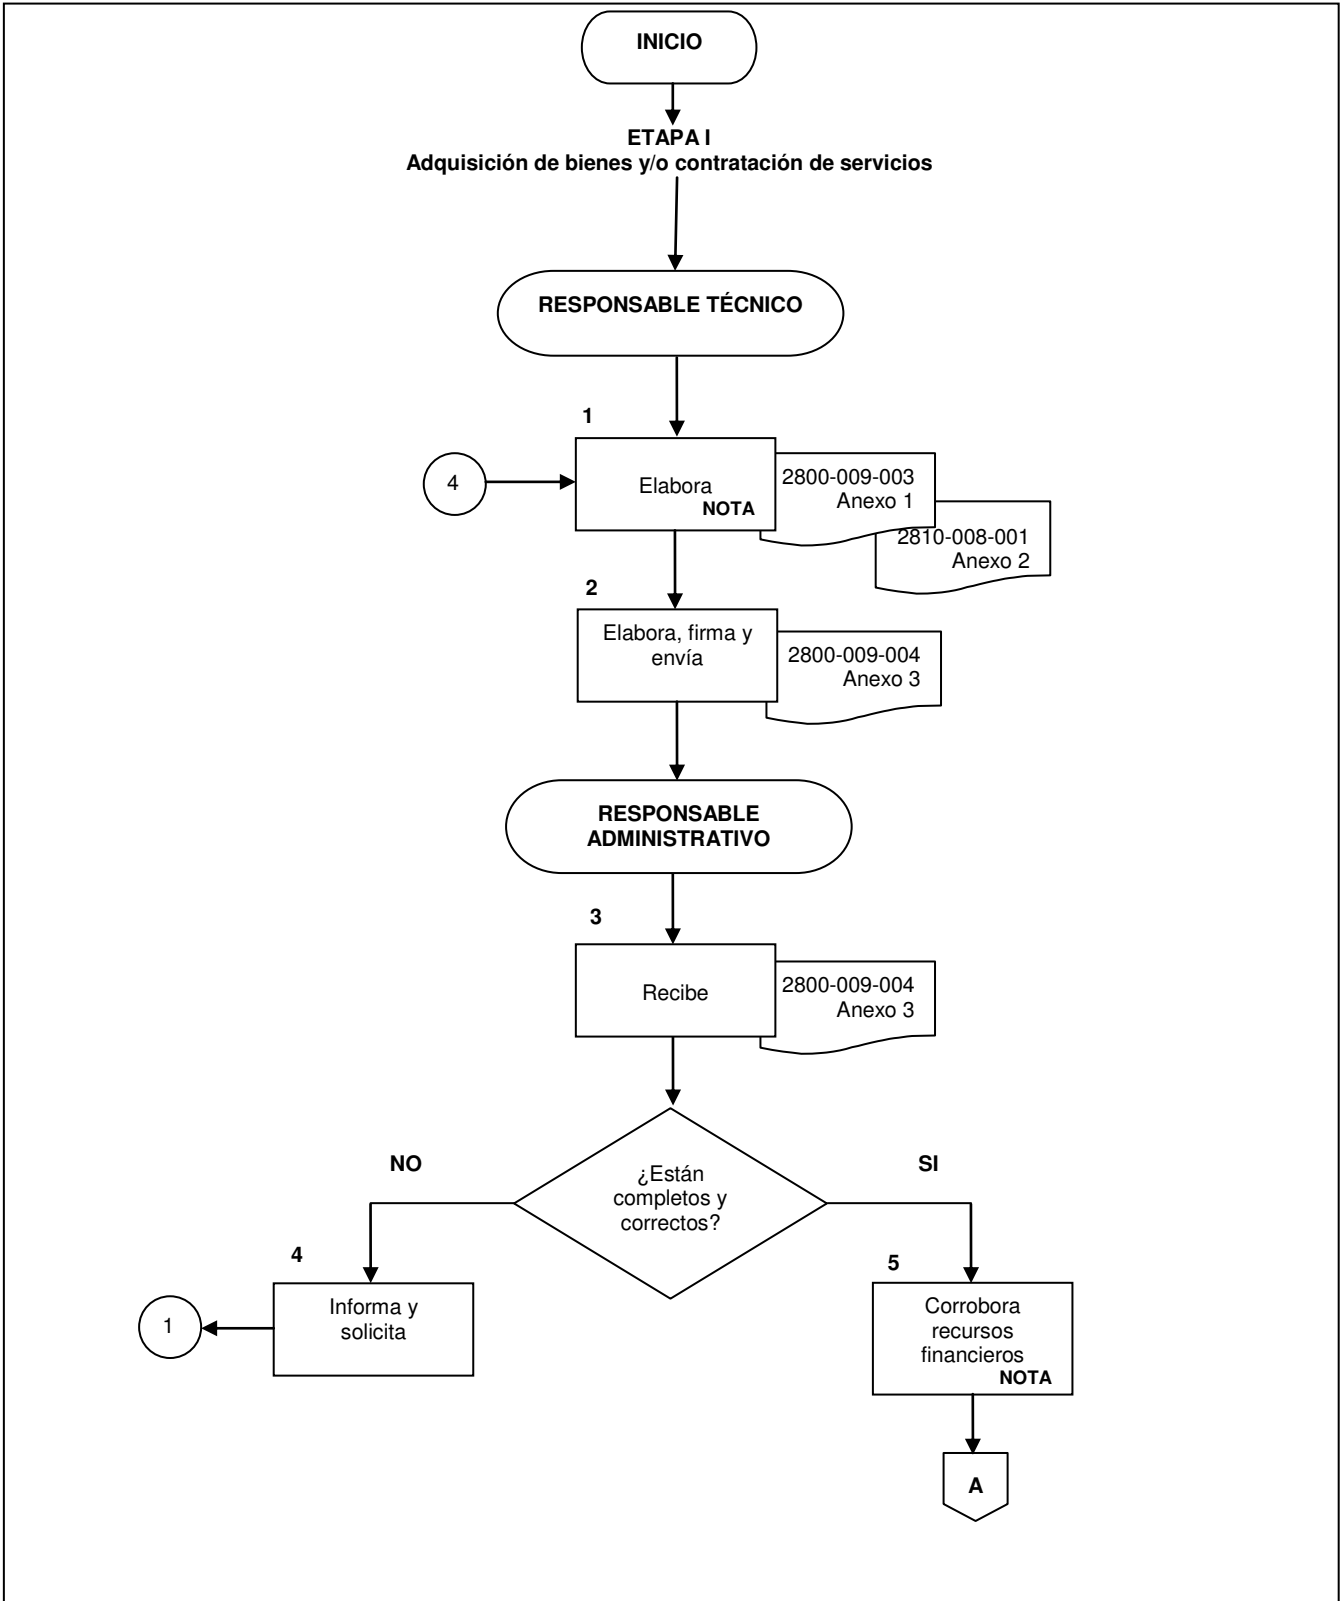 INICIO
ETAPA I
Adquisición de bienes y/o contratación de servicios
RESPONSABLE TÉCNICO
1
4
Elabora
NOTA
2800-009-003
Anexo 1
2810-008-001
Anexo 2
2
Elabora, firma y
envía
2800-009-004
Anexo 3
RESPONSABLE
ADMINISTRATIVO
3
Recibe
2800-009-004
Anexo 3
¿Están
completos y
correctos?
NO
SI
4
Informa y
solicita
1
5
Corrobora
recursos
financieros
NOTA
A